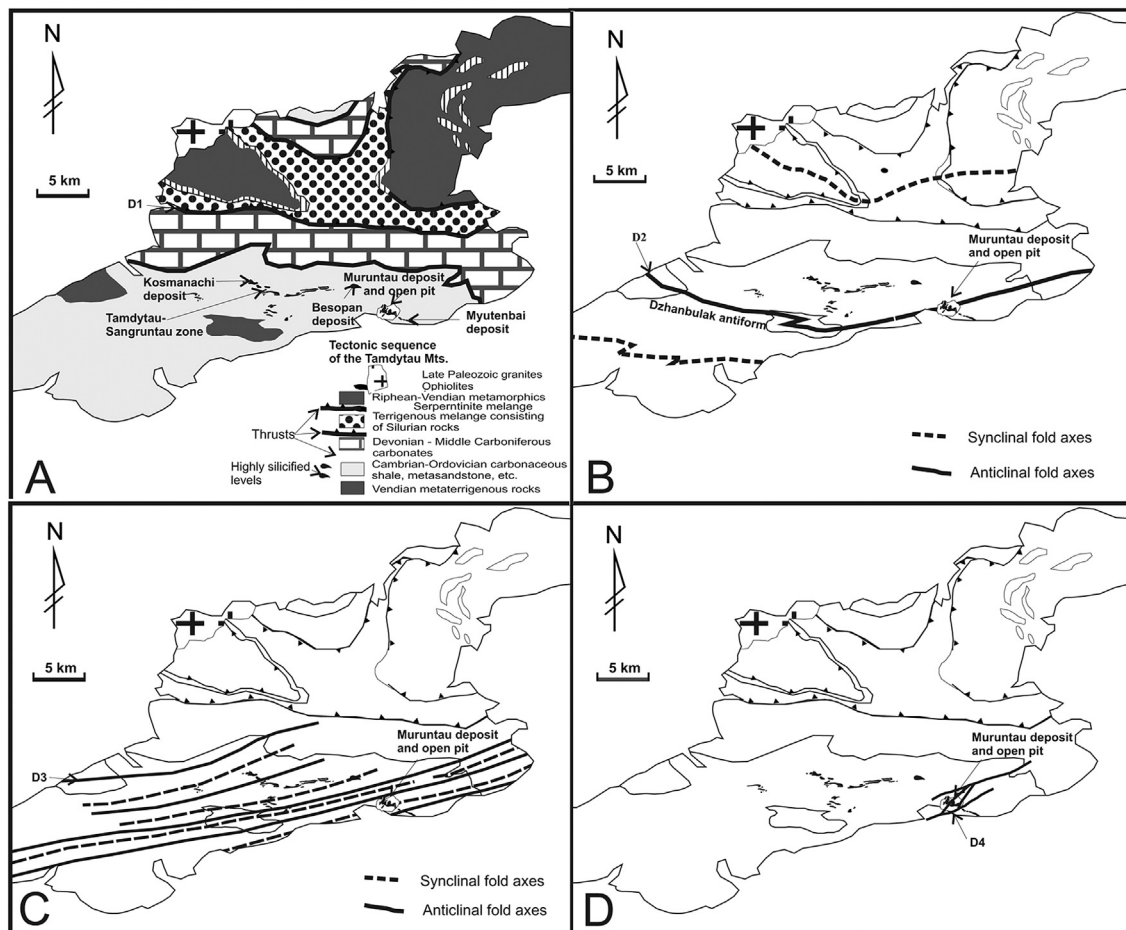 N
5 km
D1
Kosmanachi
deposit
Tamdytau-
Sangruntau zone
Muruntau deposit
and open pit
Besopan
deposit
Myutenbai
deposit
Tectonic sequence
of the Tamdytau Mts.
Late Paleozoic granites
Ophiolites
Riphean-Vendian metamorphics
Serperntinite melange
Thrusts
Terrigenous melange consisting
of Silurian rocks
Devonian - Middle Carboniferous
carbonates
Highly silicified
levels
Cambrian-Ordovician carbonaceous
shale, metasandstone, etc.
Vendian metaterrigenous rocks
A
N
5 km
D2
Muruntau deposit
and open pit
Dzhanbulak antiform
Synclinal fold axes
Anticlinal fold axes
B
N
5 km
Muruntau deposit
and open pit
D3
Synclinal fold axes
Anticlinal fold axes
C
N
5 km
Muruntau deposit
and open pit
D4
D